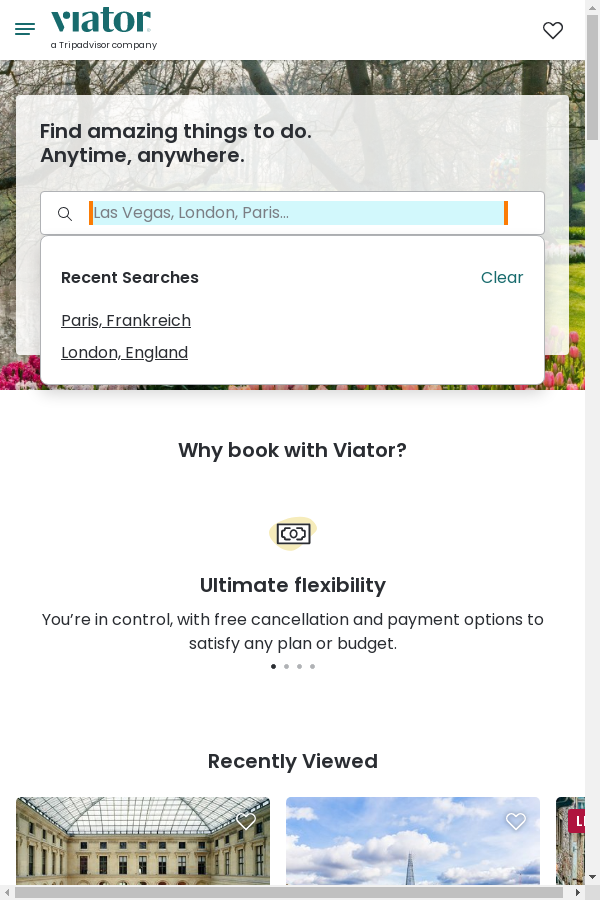 viator
a Tripadvisor company
Find amazing things to do.
Anytime, anywhere.
Las Vegas, London, Paris...
Recent Searches
Clear
Paris, Frankreich
London, England
Why book with Viator?
Ultimate flexibility
You’re in control, with free cancellation and payment options to
satisfy any plan or budget.
Recently Viewed